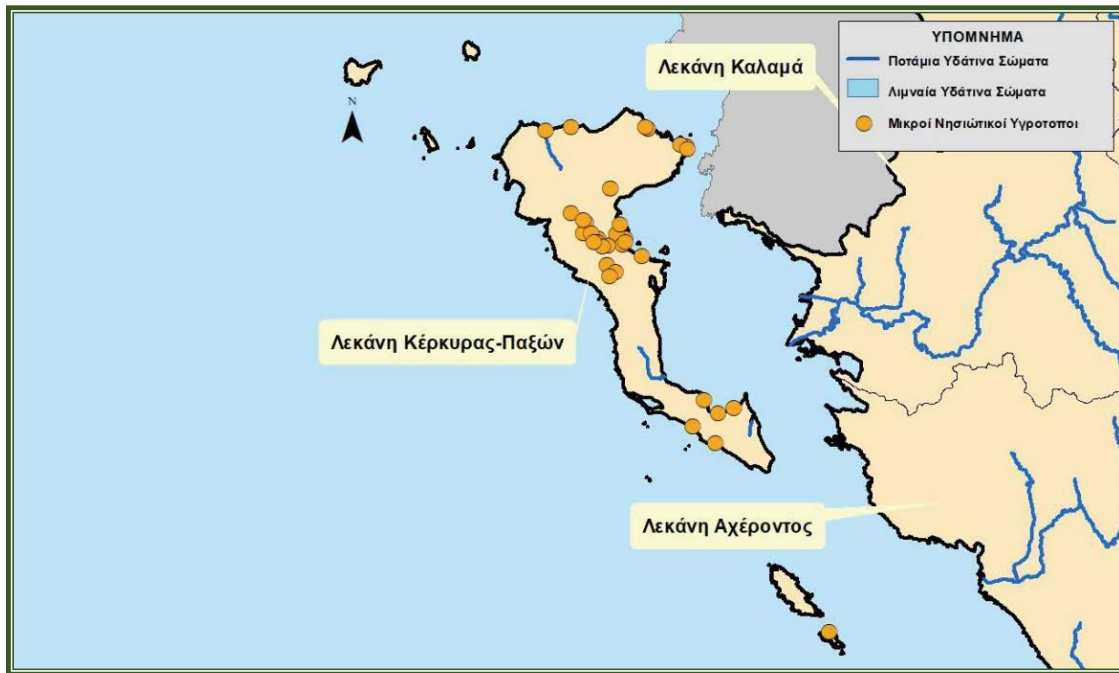 ΥΠΟΜΝΗΜΑ
Ποτάμια Υδάτινα Σώματα
Λιμναία Υδάτινα Σώματα
Μικροί Νησιώτικοί Υγροτοποι
Λεκάνη Καλαμά
N
Λεκάνη Κέρκυρας-Παξών
Λεκάνη Αχέροντος